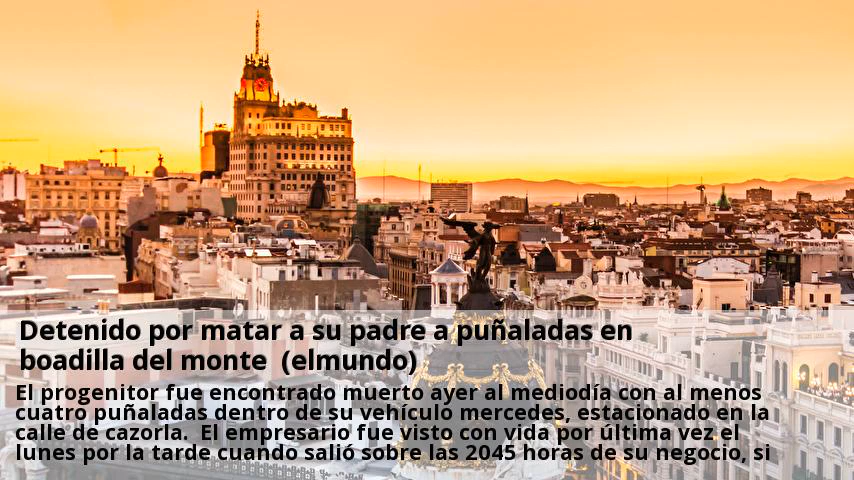 Detenido por matar a su padre a puñaladas en
boadilla del monte  (elmundo)
El progenitor fue encontrado muerto ayer al mediodía con al menos
cuatro puñaladas dentro de su vehículo mercedes, estacionado en la
calle de cazorla.  El empresario fue visto con vida por última vez el
lunes por la tarde cuando salió sobre las 2045 horas de su negocio, si